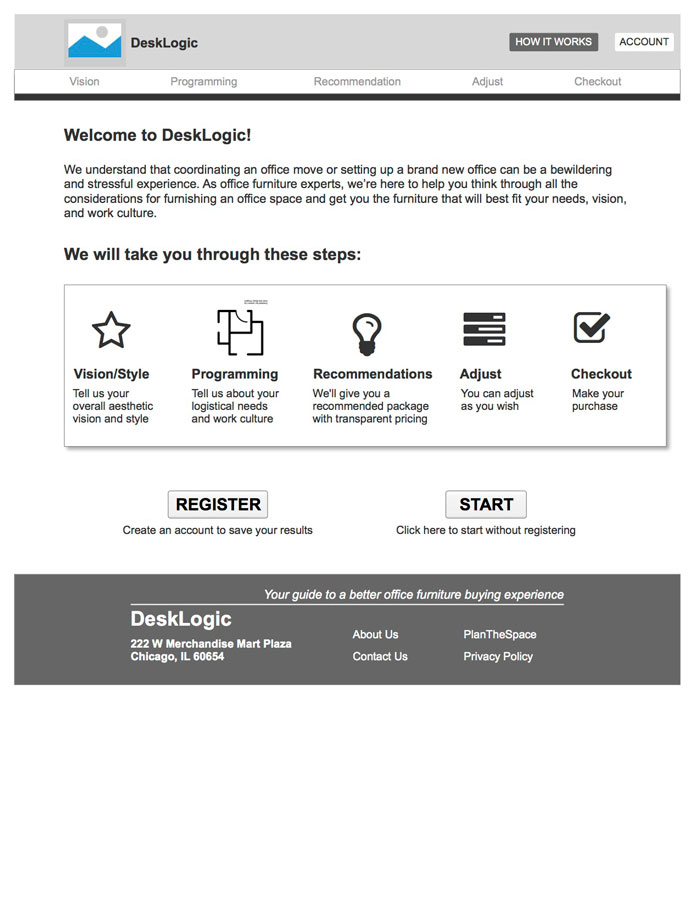 DeskLogic
HOW IT WORKS
ACCOUNT
Vision
Programming
Recommendation
Adjust
Checkout
Welcome to DeskLogic!
We understand that coordinating an office move or setting up a brand new office can be a bewildering
and stressful experience. As office furniture experts, we’re here to help you think through all the
considerations for furnishing an office space and get you the furniture that will best fit your needs, vision,
and work culture.
We will take you through these steps:
Vision/Style
Tell us your
overall aesthetic
vision and style
Programming
Tell us about your
logistical needs
and work culture
Recommendations
We'll give you a
recommended package
with transparent pricing
Adjust
You can adjust
as you wish
Checkout
Make your
purchase
REGISTER
Create an account to save your results
START
Click here to start without registering
Your guide to a better office furniture buying experience
DeskLogic
222 W Merchandise Mart Plaza
Chicago, IL 60654
About Us
Contact Us
PlanTheSpace
Privacy Policy